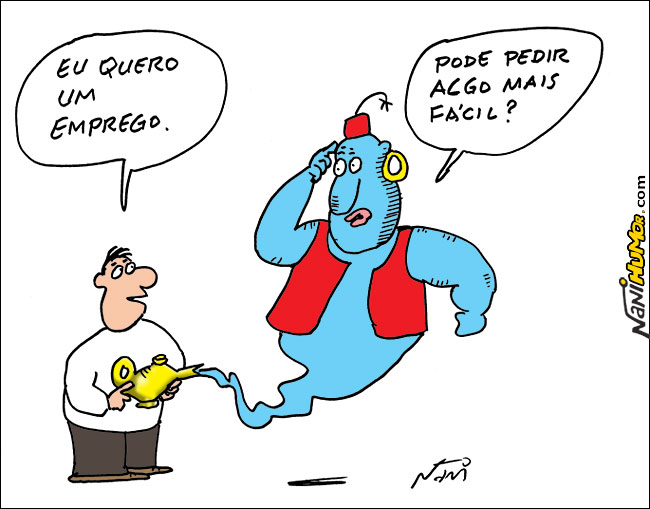 EU QUERO
UM
EMPREGO.
PODE PEDIR
ALGO MAIS
FÁCIL?
NANiHUMOR.com
NANi